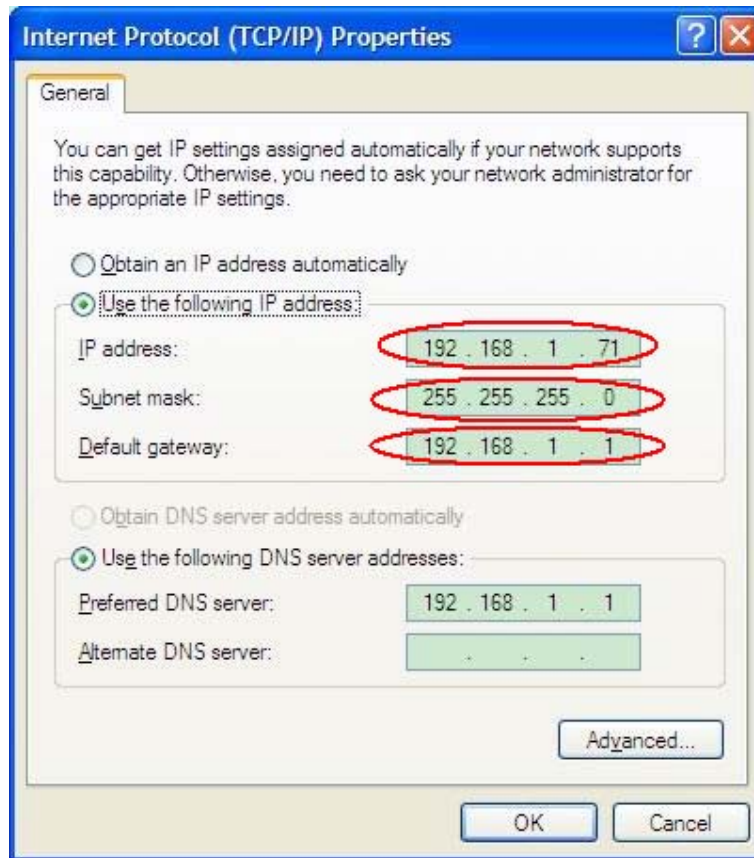 Internet Protocol (TCP/IP) Properties
General
You can get IP settings assigned automatically if your network supports
this capability. Otherwise, you need to ask your network administrator for
the appropriate IP settings.
Obtain an IP address automatically
Use the following IP address:
IP address: 192 . 168 . 1 . 71
Subnet mask: 255 . 255 . 255 . 0
Default gateway: 192 . 168 . 1 . 1
Obtain DNS server address automatically
Use the following DNS server addresses:
Preferred DNS server: 192 . 168 . 1 . 1
Alternate DNS server: . . .
Advanced...
OK Cancel